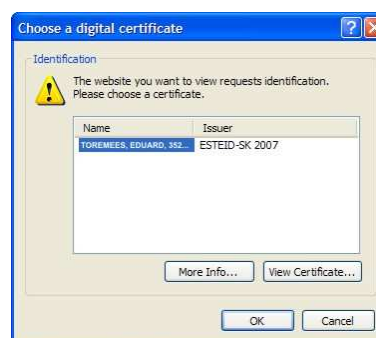 Choose a digital certificate
Identification
The website you want to view requests identification.
Please choose a certificate.
Name Issuer
TOREMEES, EDUARD, 352... ESTEID-SK 2007
More Info... View Certificate...
OK Cancel